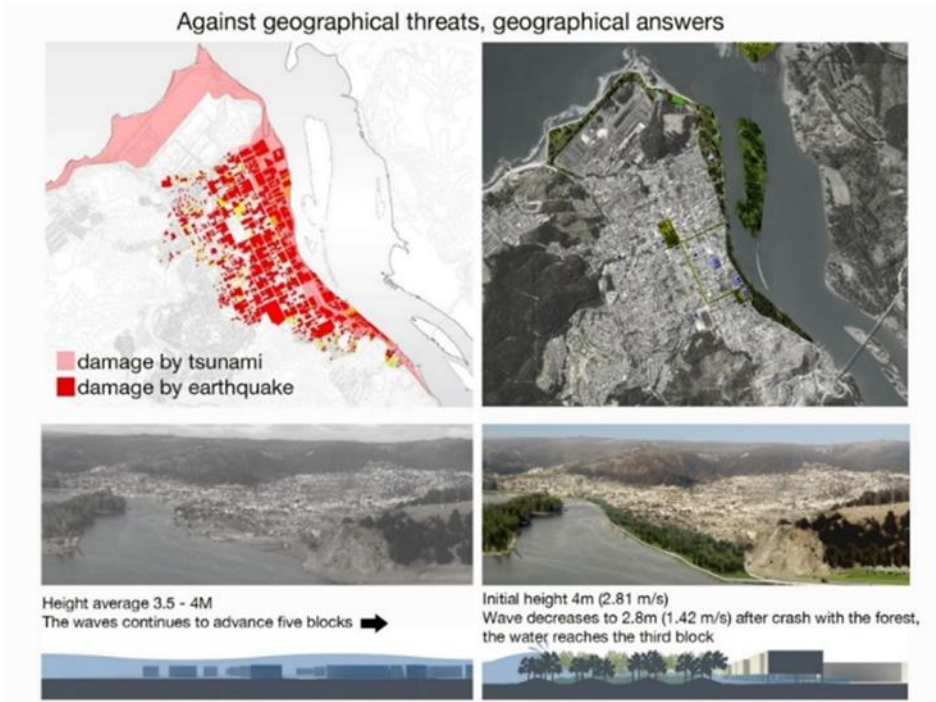 Against geographical threats, geographical answers
damage by tsunami
damage by earthquake
Height average 3.5 - 4M
The waves continues to advance five blocks
Initial height 4m (2.81 m/s)
Wave decreases to 2.8m (1.42 m/s) after crash with the forest,
the water reaches the third block